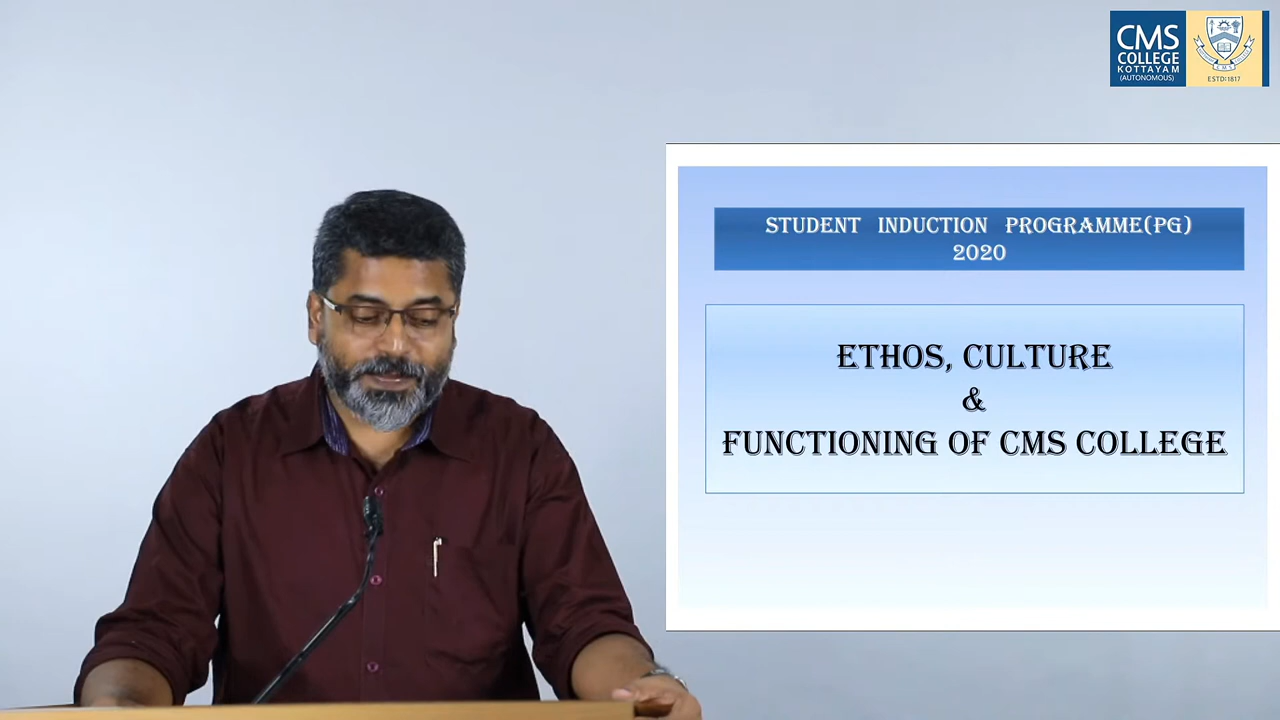 CMS
COLLEGE
KOTTAYAM
(AUTONOMOUS)
ESTD:1817
STUDENT INDUCTION PROGRAMME(PG)
2020
ETHOS, CULTURE
&
FUNCTIONING OF CMS COLLEGE